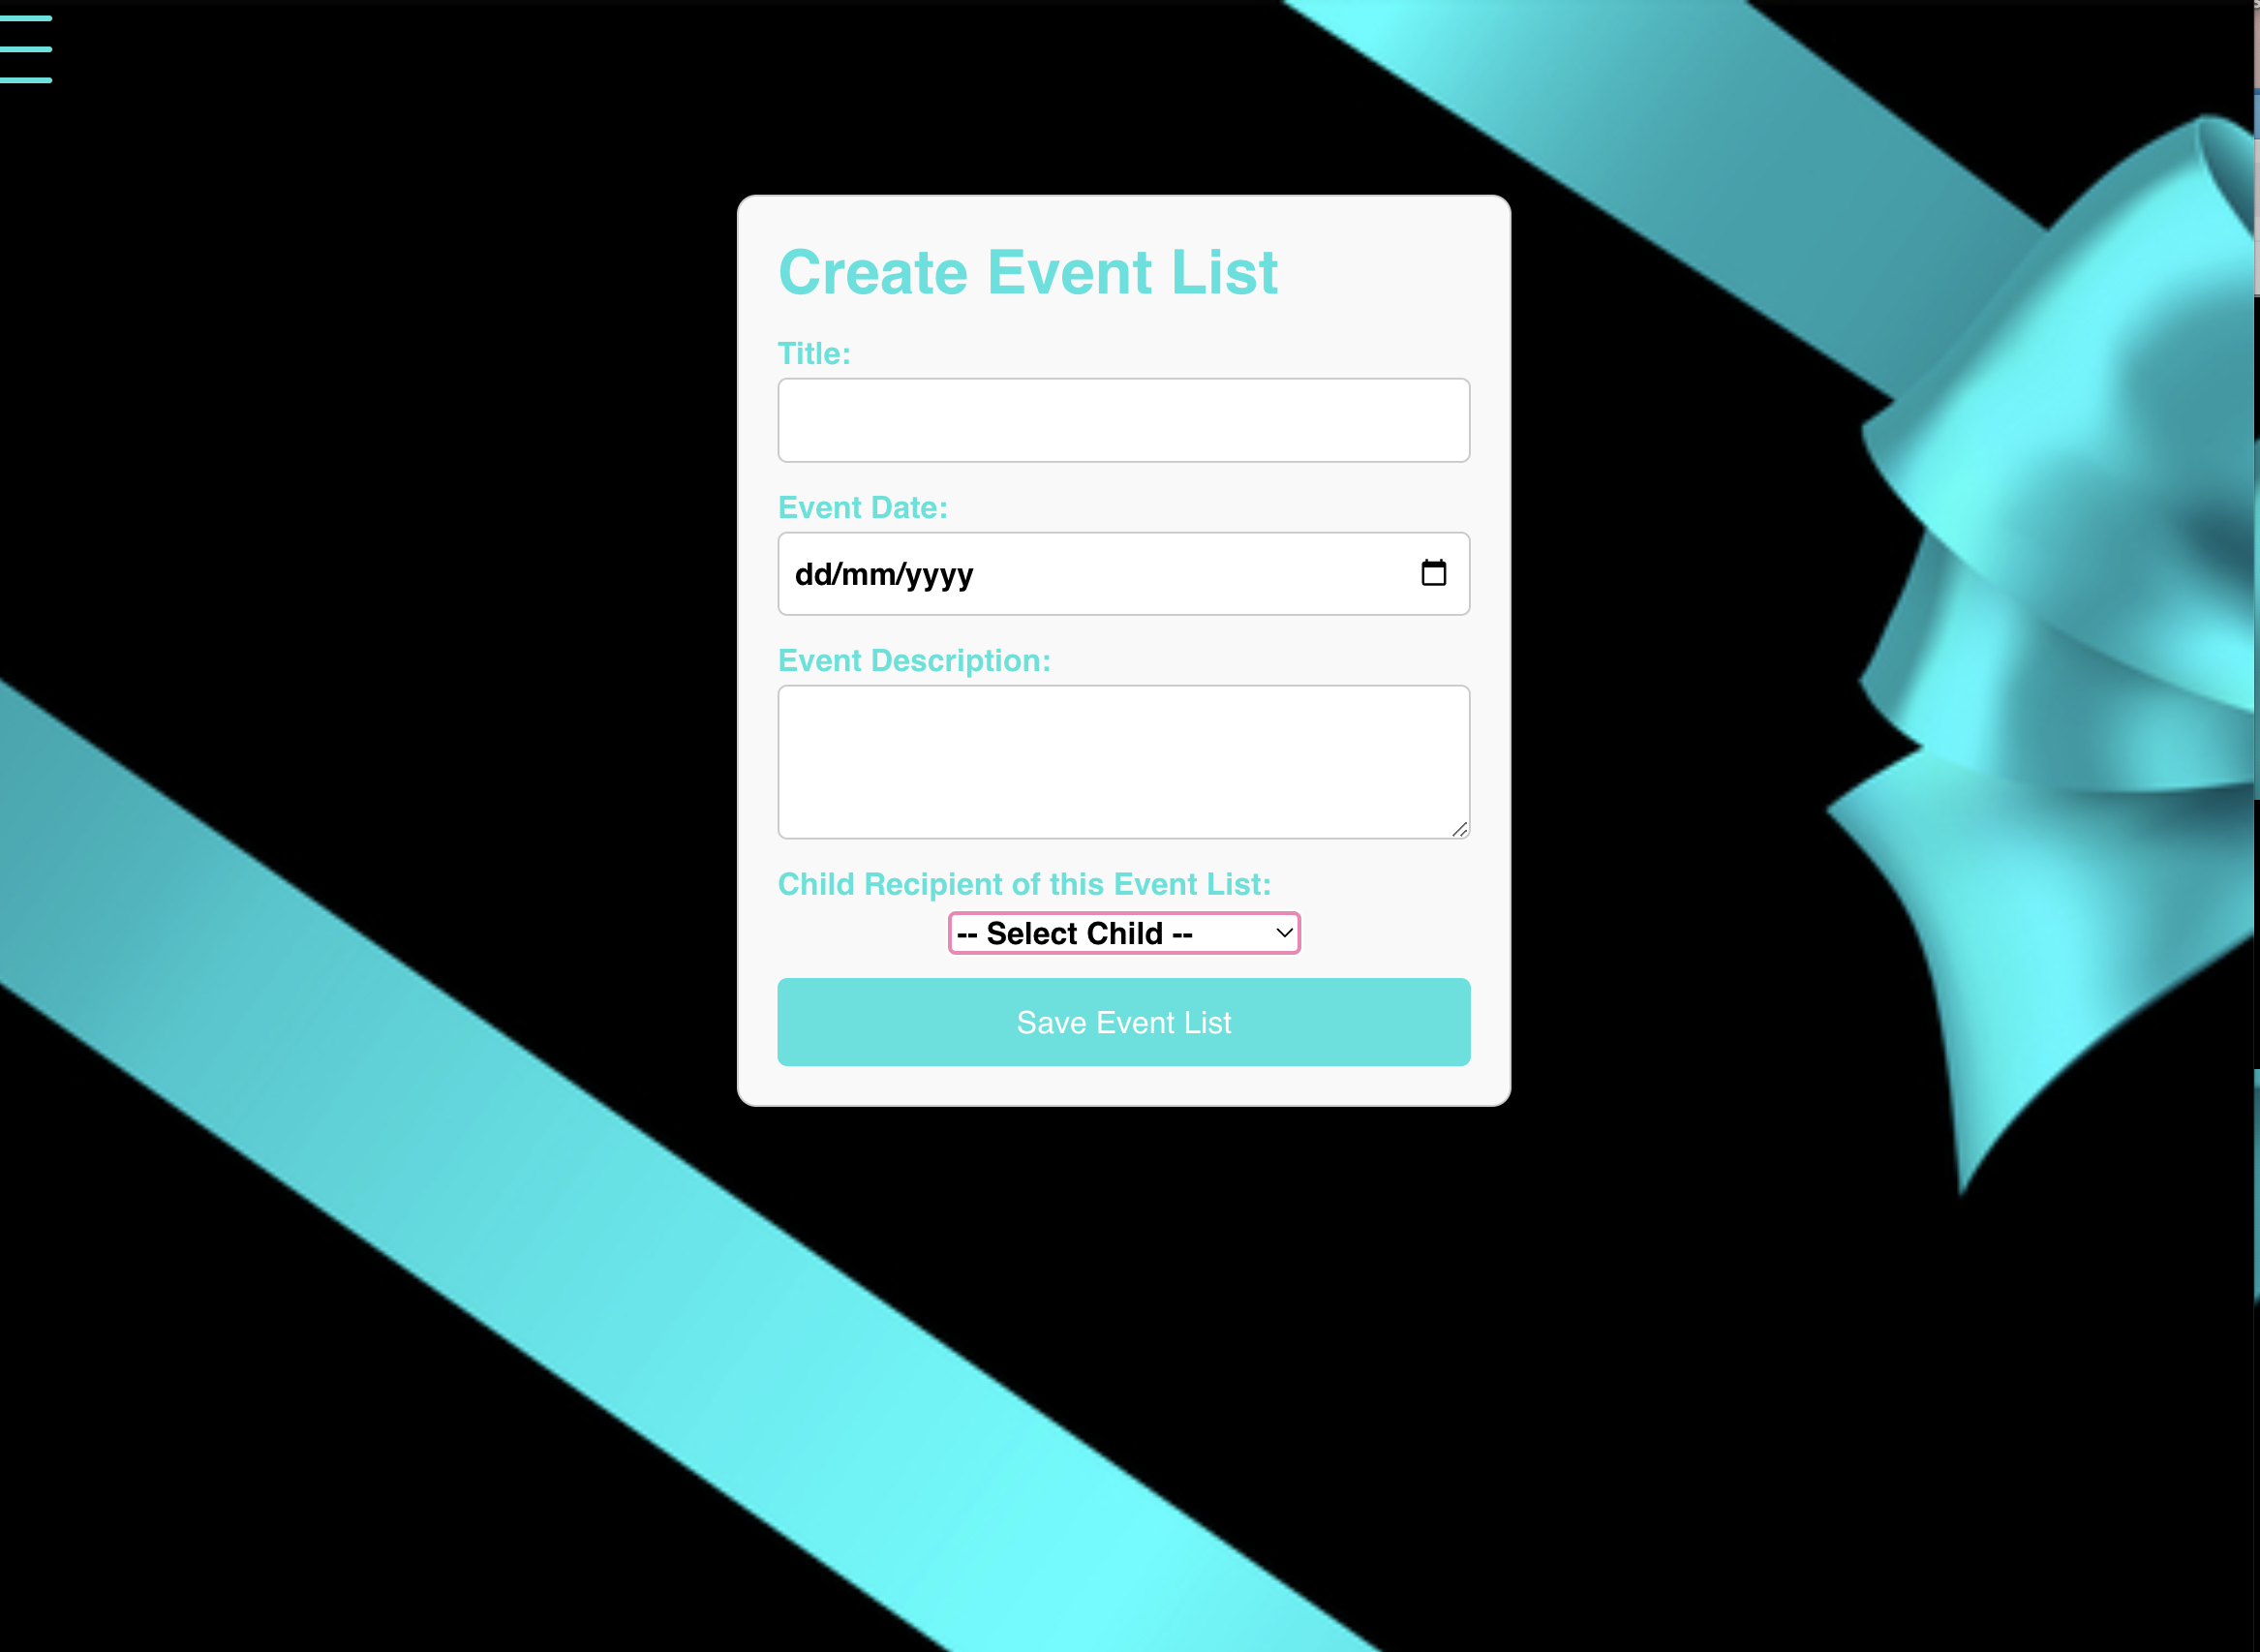 Create Event List
Title:
Event Date:
dd/mm/yyyy
Event Description:
Child Recipient of this Event List:
-- Select Child --
Save Event List